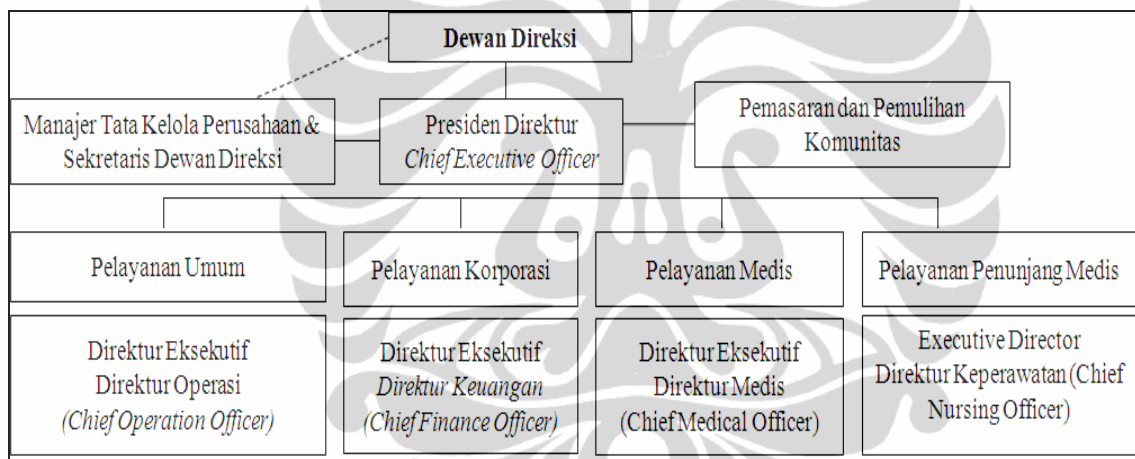 Dewan Direksi
Manajer Tata Kelola Perusahaan &
Sekretaris Dewan Direksi
Presiden Direktur
Chief Executive Officer
Pemasaran dan Pemulihan
Komunitas
Pelayanan Umum
Pelayanan Korporasi
Pelayanan Medis
Pelayanan Penunjang Medis
Direktur Eksekutif
Direktur Operasi
(Chief Operation Officer)
Direktur Eksekutif
Direktur Keuangan
(Chief Finance Officer)
Direktur Eksekutif
Direktur Medis
(Chief Medical Officer)
Executive Director
Direktur Keperawatan (Chief
Nursing Officer)